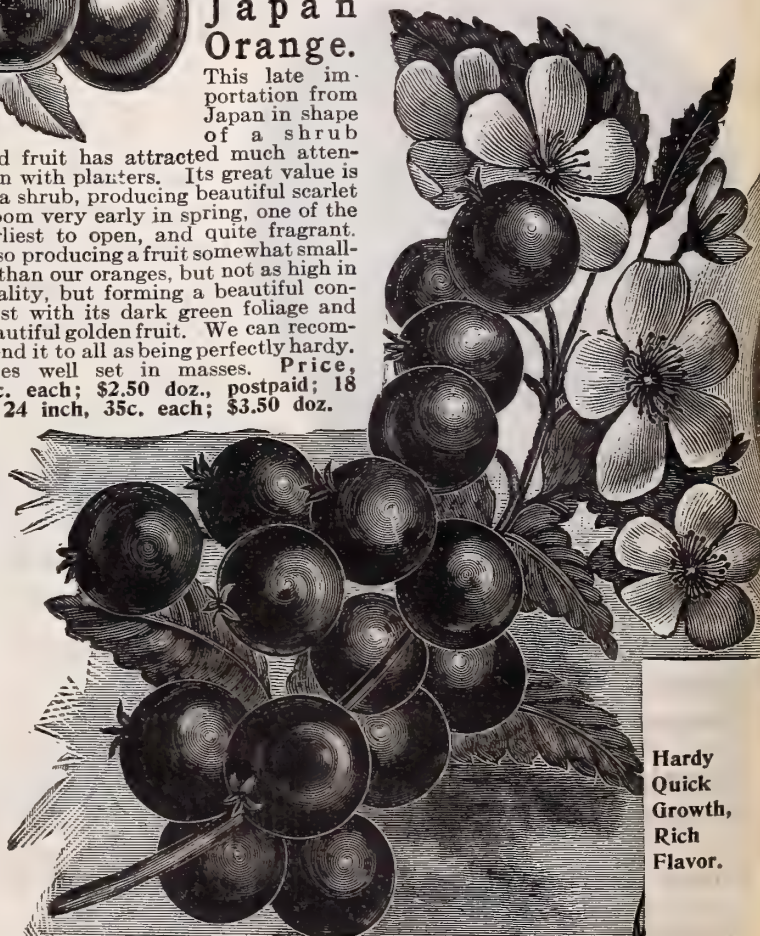 Japan
Orange.
This late im-
portation from
Japan in shape
of a shrub
d fruit has attracted much atten-
n with planters. Its great value is
a shrub, producing beautiful scarlet
oom very early in spring, one of the
rliest to open, and quite fragrant.
so producing a fruit somewhat small-
than our oranges, but not as high in
ality, but forming a beautiful con-
st with its dark green foliage and
autiful golden fruit. We can recom-
nd it to all as being perfectly hardy.
es well set in masses. Price,
c. each; $2.50 doz., postpaid; 18
24 inch, 35c. each; $3.50 doz.
Hardy
Quick
Growth,
Rich
Flavor.